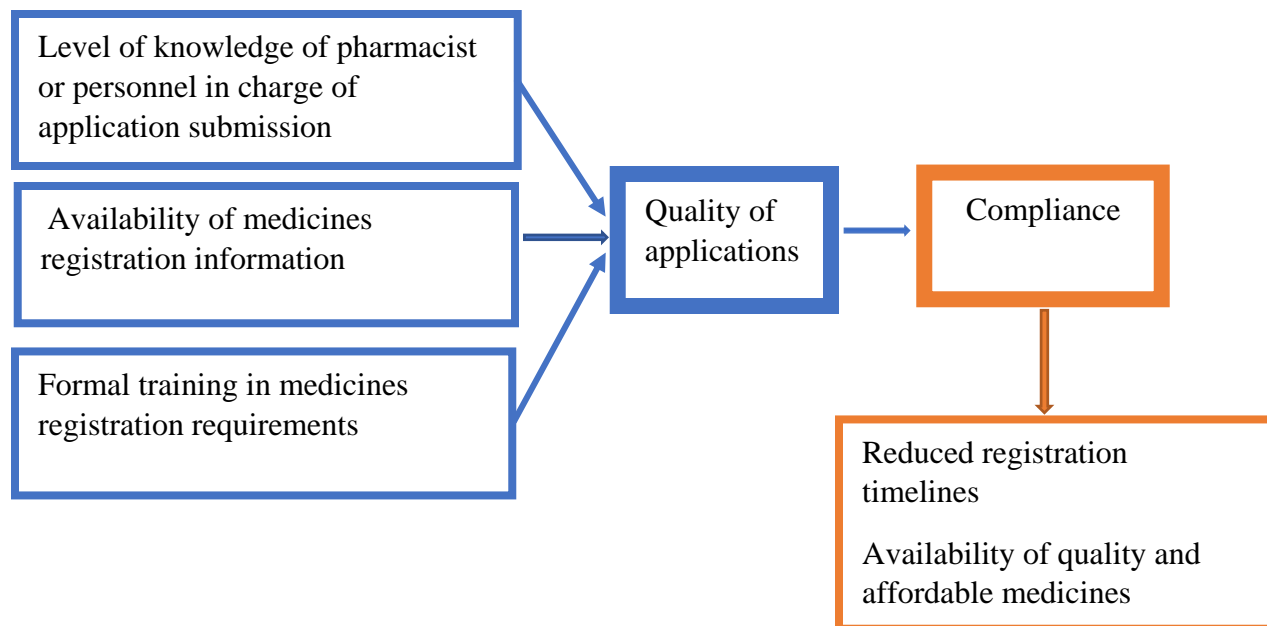 Level of knowledge of pharmacist
or personnel in charge of
application submission
Availability of medicines
registration information
Formal training in medicines
registration requirements
Quality of
applications
Compliance
Reduced registration
timelines
Availability of quality and
affordable medicines